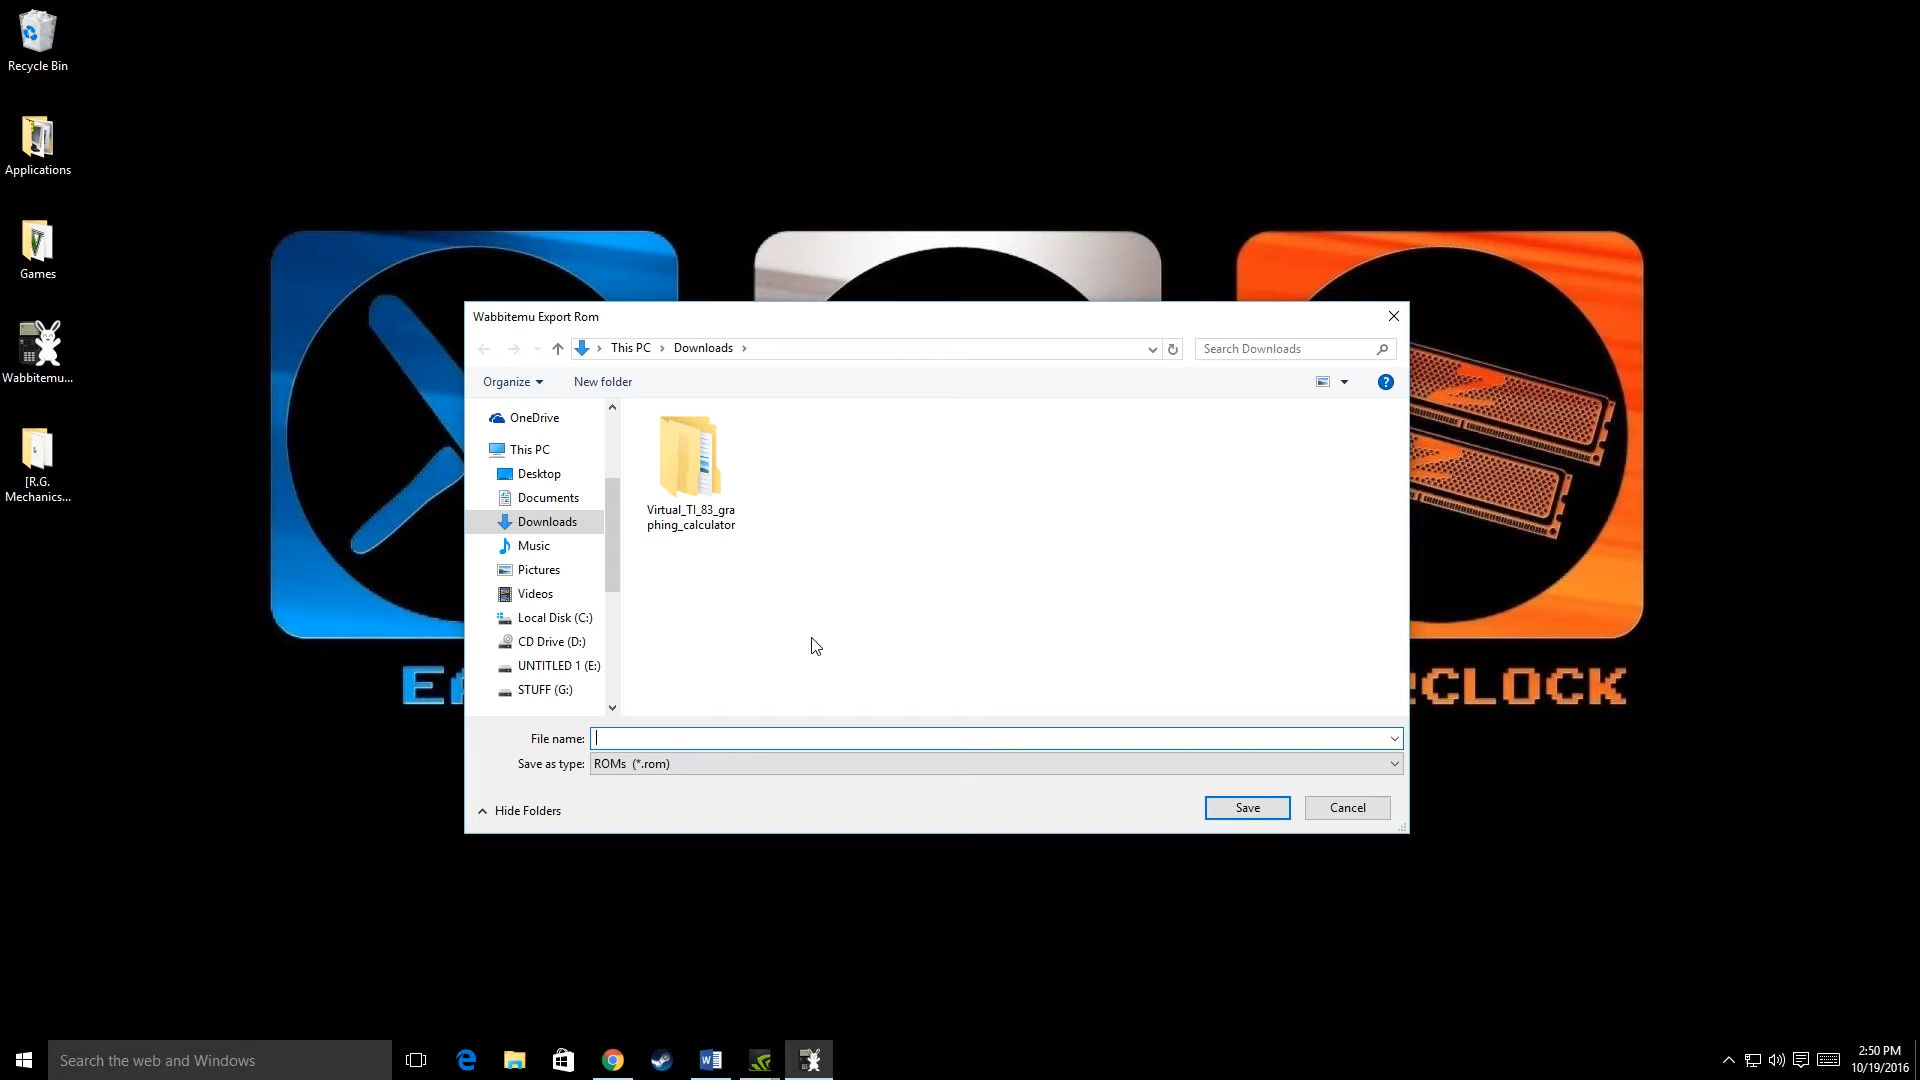 Recycle Bin
Applications
Games
Wabbitemu...
[R.G.
Mechanics...
Wabbitemu Export Rom
This PC
Downloads
Search Downloads
Organize
New folder
OneDrive
This PC
Desktop
Documents
Downloads
Music
Pictures
Videos
Local Disk (C:)
CD Drive (D:)
UNTITLED 1 (E:)
STUFF (G:)
Virtual_TI_83_gra
phing_calculator
File name:
Save as type:
ROMs (*.rom)
Hide Folders
Save
Cancel
CLOCK
Search the web and Windows
2:50 PM
10/19/2016